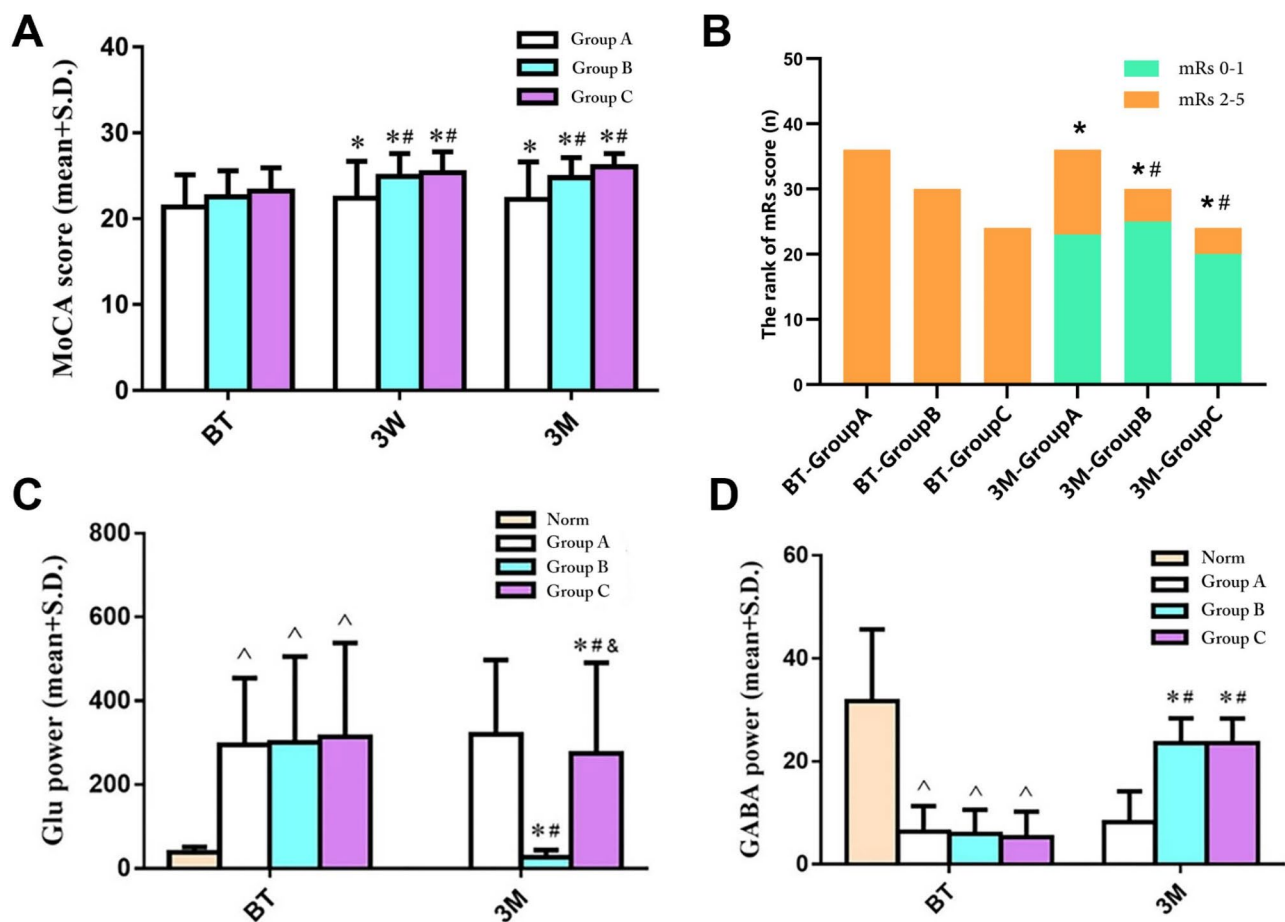 A
MoCA score (mean+S.D.)
40
30
20
10
0
Group A
Group B
Group C
* *# *#
* *# *#
BT 3W 3M
B
The rank of mRs score (n)
50
40
30
20
10
0
mRs 0-1
mRs 2-5
*
*#
*#
BT-GroupA BT-GroupB BT-GroupC 3M-GroupA 3M-GroupB 3M-GroupC
C
Glu power (mean+S.D.)
800
600
400
200
0
Norm
Group A
Group B
Group C
^ ^ ^
*# *#&
BT 3M
D
GABA power (mean+S.D.)
60
40
20
0
Norm
Group A
Group B
Group C
^ ^ ^
*# *#
BT 3M